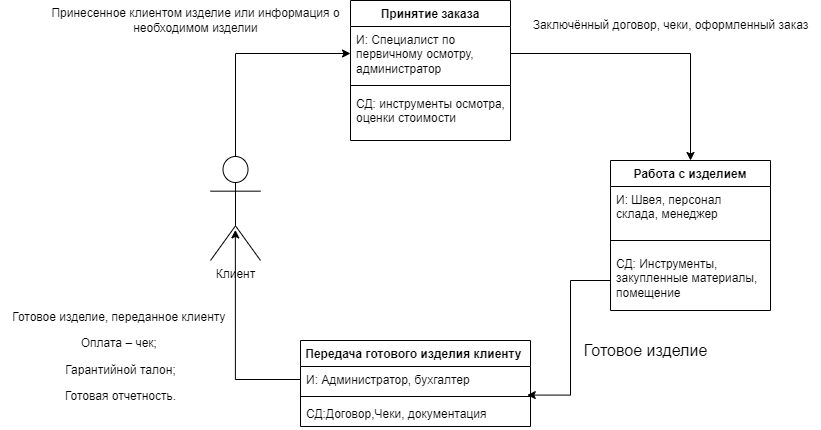 Принесенное клиентом изделие или информация о
необходимом изделии
Принятие заказа
И: Специалист по
первичному осмотру,
администратор
СД: инструменты осмотра,
оценки стоимости
Заключённый договор, чеки, оформленный заказ
Работа с изделием
И: Швея, персонал
склада, менеджер
СД: Инструменты,
закупленные материалы,
помещение
Клиент
Готовое изделие, переданное клиенту
Оплата – чек;
Гарантийной талон;
Готовая отчетность.
Передача готового изделия клиенту
И: Администратор, бухгалтер
СД:Договор,Чеки, документация
Готовое изделие